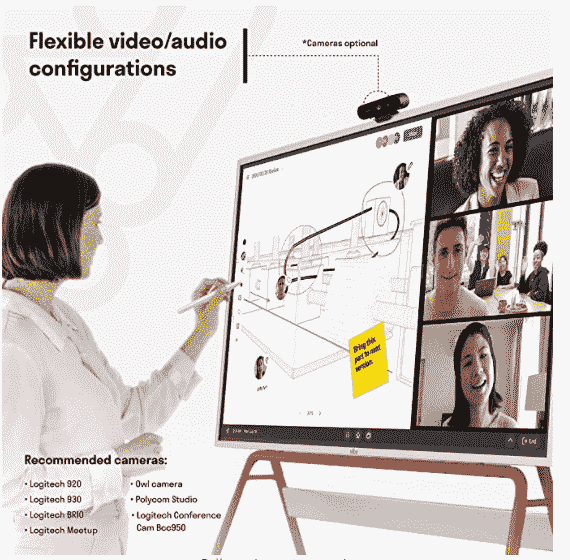 Flexible video/audio
configurations
*Cameras optional
Bring this
part to next
version.
End
Recommended cameras:
• Logitech 920
• Logitech 930
• Logitech BRIO
• Logitech Meetup
• Owl camera
• Polycom Studio
• Logitech Conference
Cam Bcc950